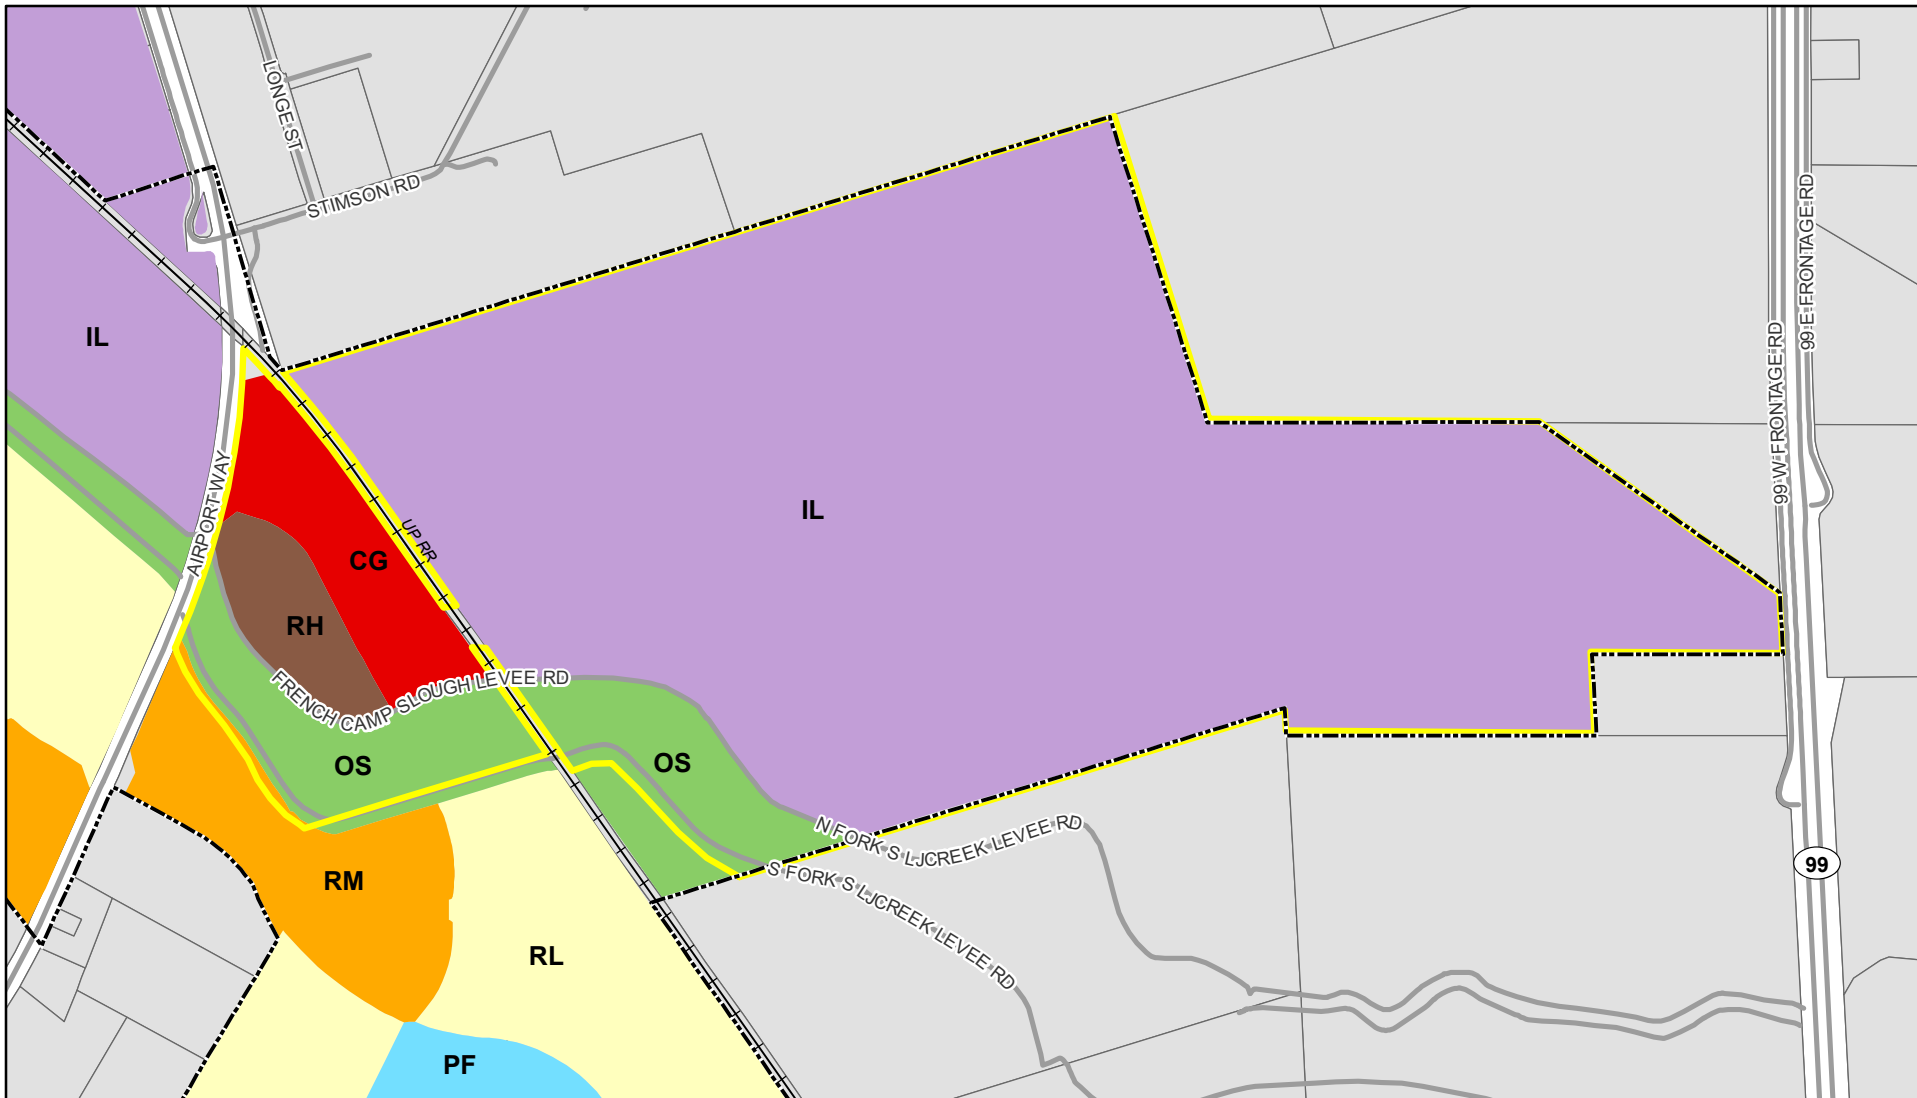 LONGE ST
STIMSON RD
99 E FRONTAGE RD
IL
99 W FRONTAGE RD
AIRPORT WAY
IL
UP RR
CG
RH
FRENCH CAMP SLOUGH LEVEE RD
OS
OS
N FORK S LJCREEK LEVEE RD
S FORK S LJCREEK LEVEE RD
99
RM
RL
PF